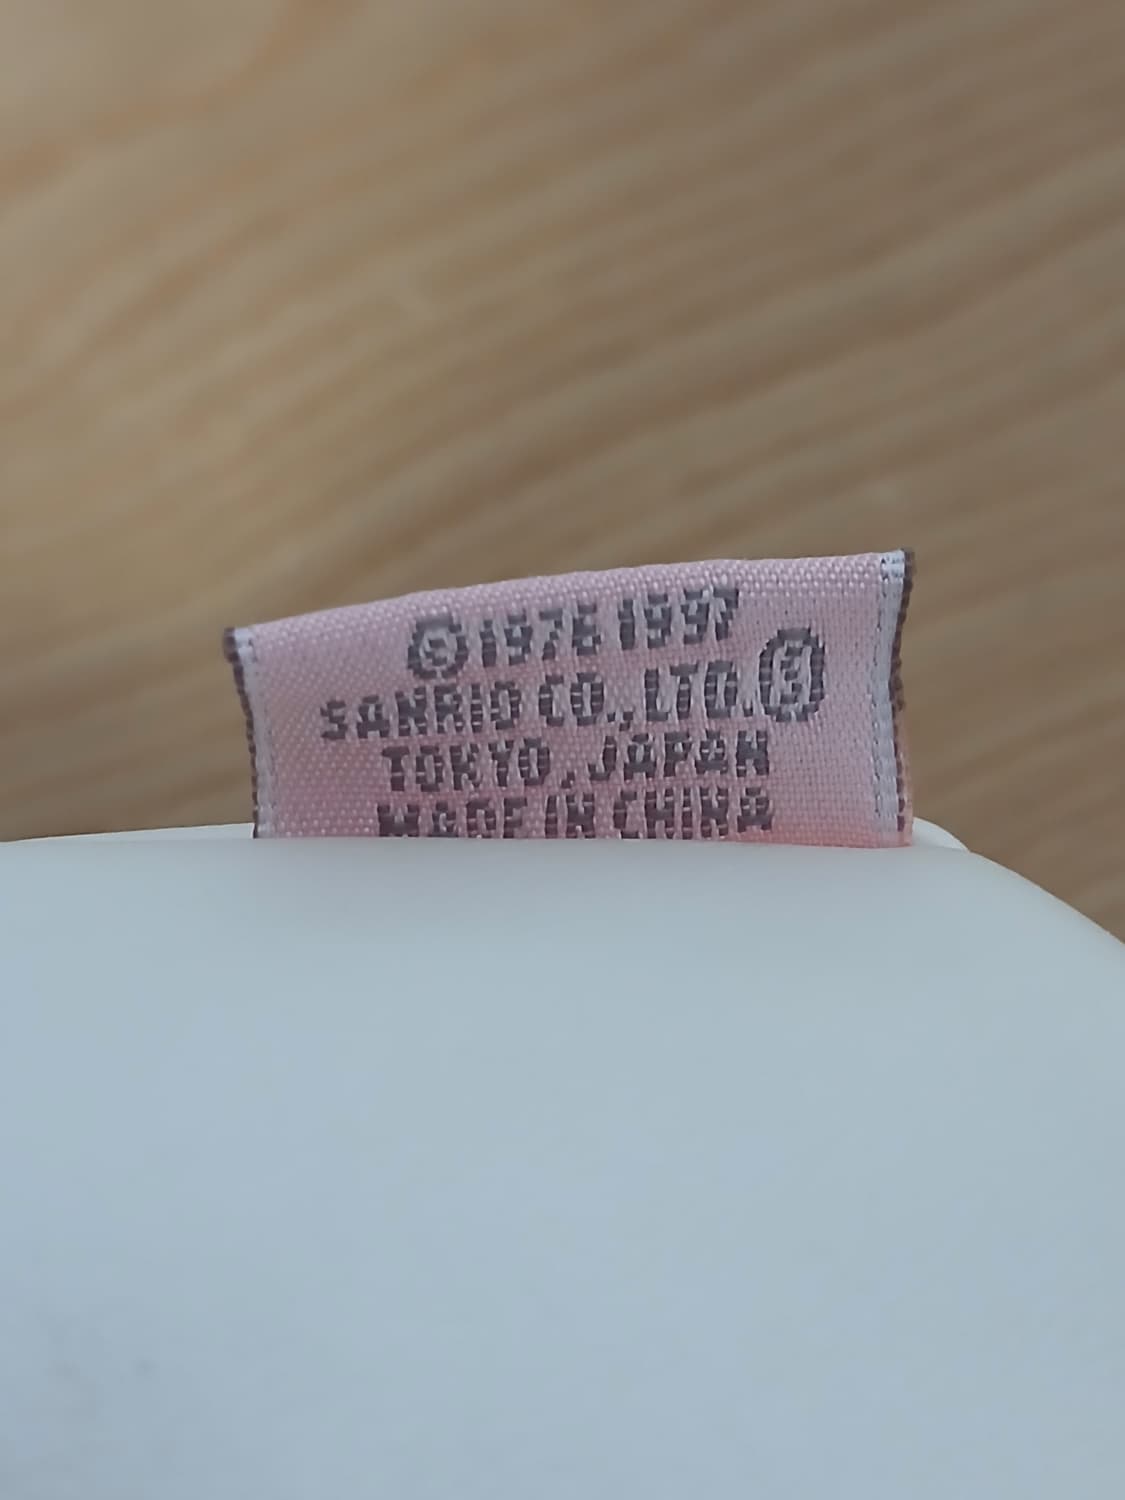 © 1976 1997
SANRIO CO., LTD.
TOKYO, JAPAN
MADE IN CHINA